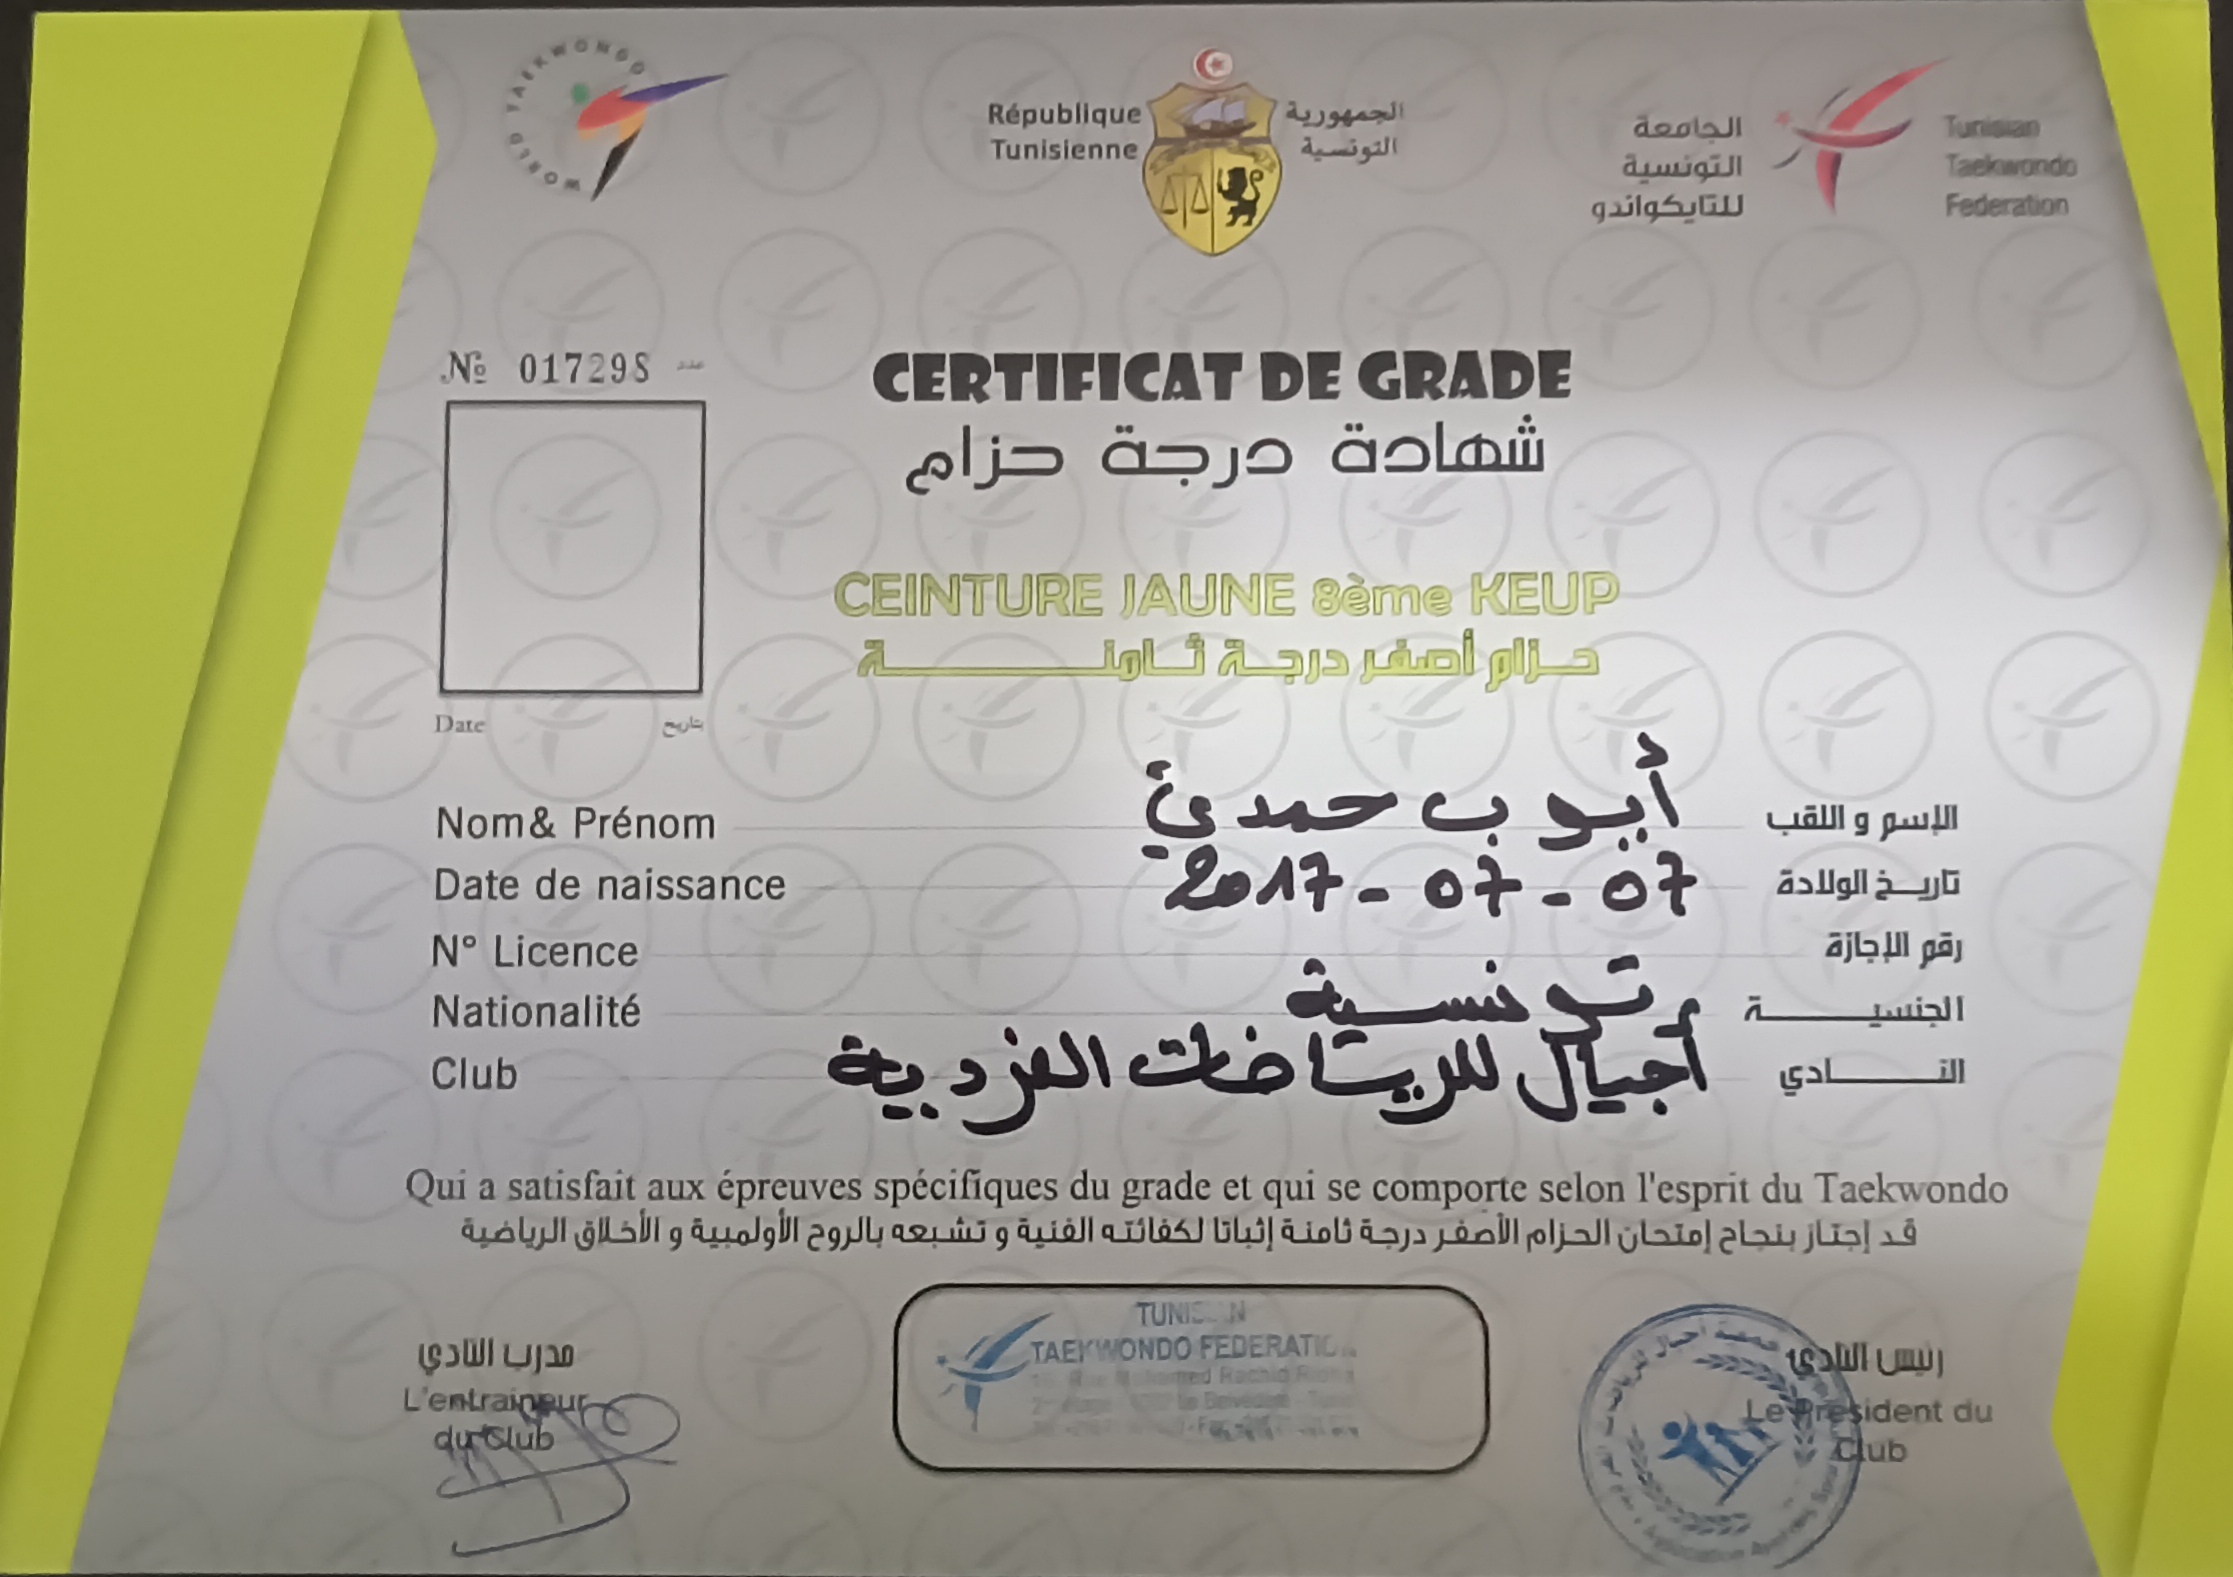 WORLD TAEKWONDO
République
Tunisienne
الجمهورية
التونسية
الجامعة
التونسية
للتايكواندو
Tunisian
Taekwondo
Federation
№ 017298 عدد
CERTIFICAT DE GRADE
شهادة درجة حزام
CEINTURE JAUNE 8ème KEUP
حزام أصفر درجة ثامنة
Date تاريخ
Nom& Prénom أيوب حمدي الإسم و اللقب
Date de naissance 2017-07-07 تاريخ الولادة
N° Licence رقم الإجازة
Nationalité تونسية الجنسية
Club أجيال للرياضات الفردية النادي
Qui a satisfait aux épreuves spécifiques du grade et qui se comporte selon l'esprit du Taekwondo
قد إجتاز بنجاح إمتحان الحزام الأصفر درجة ثامنة إثباتا لكفائته الفنية و تشبعه بالروح الأولمبية و الأخلاق الرياضية
مدرب النادي
L'entraineur
du Club
TAEKWONDO FEDERATION
رئيس النادي
Le President du
Club